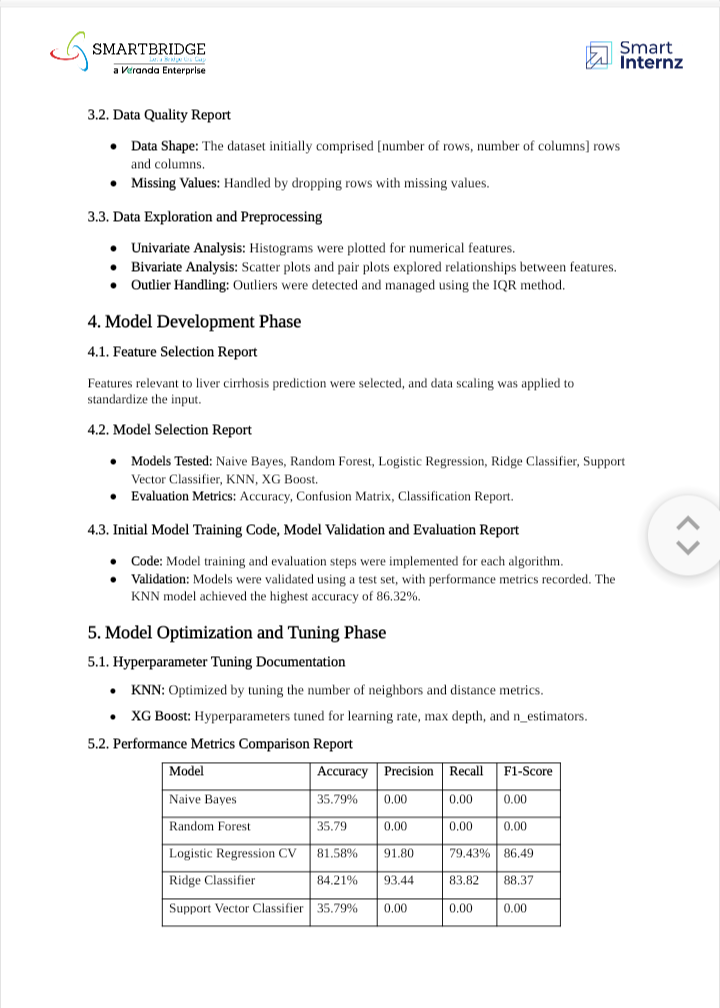 SMARTBRIDGE
Let's Bridge the Gap
a Veranda Enterprise
Smart
Internz
3.2. Data Quality Report
• Data Shape: The dataset initially comprised [number of rows, number of columns] rows
and columns.
• Missing Values: Handled by dropping rows with missing values.
3.3. Data Exploration and Preprocessing
• Univariate Analysis: Histograms were plotted for numerical features.
• Bivariate Analysis: Scatter plots and pair plots explored relationships between features.
• Outlier Handling: Outliers were detected and managed using the IQR method.
4. Model Development Phase
4.1. Feature Selection Report
Features relevant to liver cirrhosis prediction were selected, and data scaling was applied to
standardize the input.
4.2. Model Selection Report
• Models Tested: Naive Bayes, Random Forest, Logistic Regression, Ridge Classifier, Support
Vector Classifier, KNN, XG Boost.
• Evaluation Metrics: Accuracy, Confusion Matrix, Classification Report.
4.3. Initial Model Training Code, Model Validation and Evaluation Report
• Code: Model training and evaluation steps were implemented for each algorithm.
• Validation: Models were validated using a test set, with performance metrics recorded. The
KNN model achieved the highest accuracy of 86.32%.
5. Model Optimization and Tuning Phase
5.1. Hyperparameter Tuning Documentation
• KNN: Optimized by tuning the number of neighbors and distance metrics.
• XG Boost: Hyperparameters tuned for learning rate, max depth, and n_estimators.
5.2. Performance Metrics Comparison Report
Model Accuracy Precision Recall F1-Score
Naive Bayes 35.79% 0.00 0.00 0.00
Random Forest 35.79 0.00 0.00 0.00
Logistic Regression CV 81.58% 91.80 79.43% 86.49
Ridge Classifier 84.21% 93.44 83.82 88.37
Support Vector Classifier 35.79% 0.00 0.00 0.00